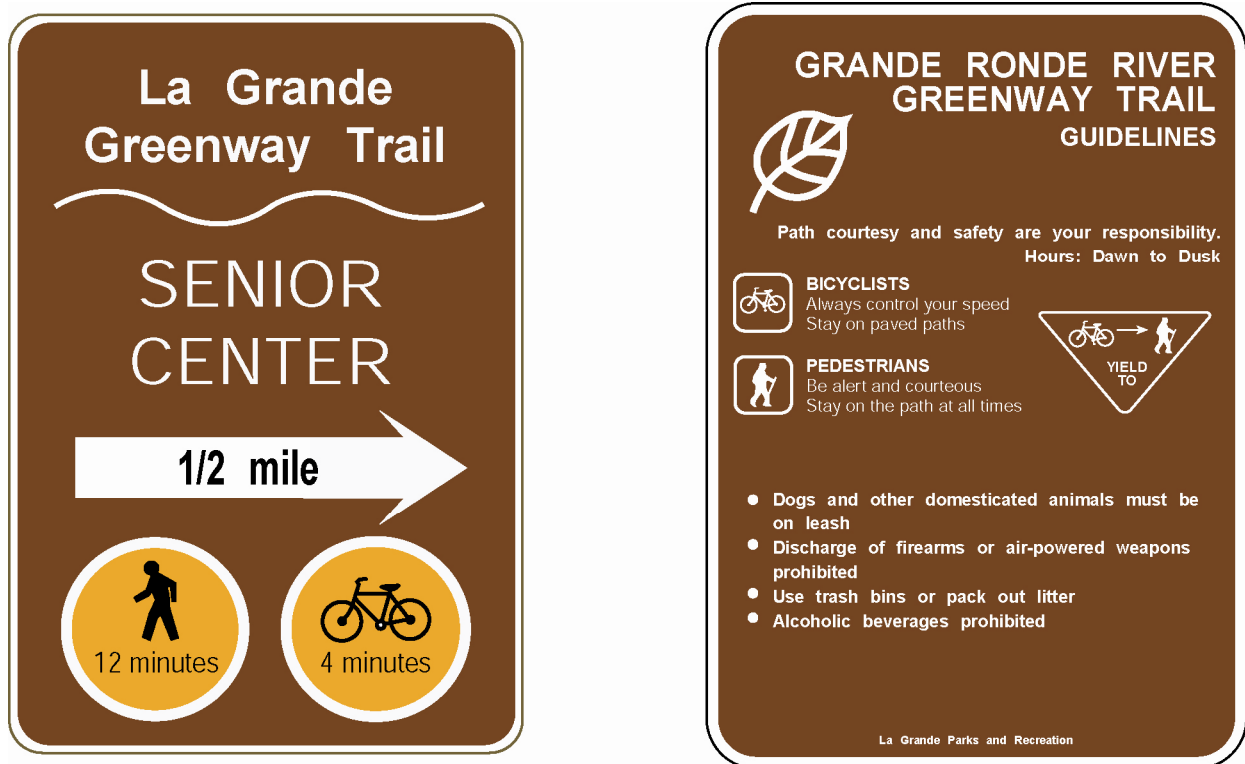 La Grande
Greenway Trail
SENIOR
CENTER
1/2 mile
12 minutes
4 minutes
GRANDE RONDE RIVER
GREENWAY TRAIL
GUIDELINES
Path courtesy and safety are your responsibility.
Hours: Dawn to Dusk
BICYCLISTS
Always control your speed
Stay on paved paths
PEDESTRIANS
Be alert and courteous
Stay on the path at all times
YIELD
TO
● Dogs and other domesticated animals must be
on leash
● Discharge of firearms or air-powered weapons
prohibited
● Use trash bins or pack out litter
● Alcoholic beverages prohibited
La Grande Parks and Recreation